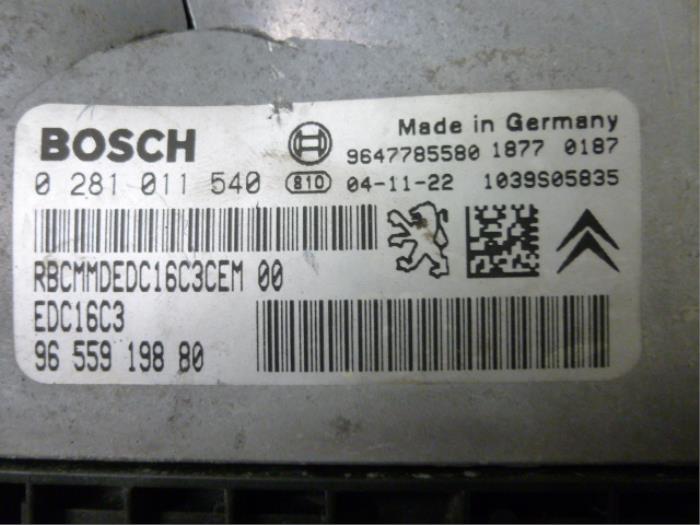 Made in Germany
BOSCH 9647785580 1877 0187
0 281 011 540 810 04-11-22 1039S05835
RBCMMDEDC16C3CEM 00
EDC16C3
96 559 198 80